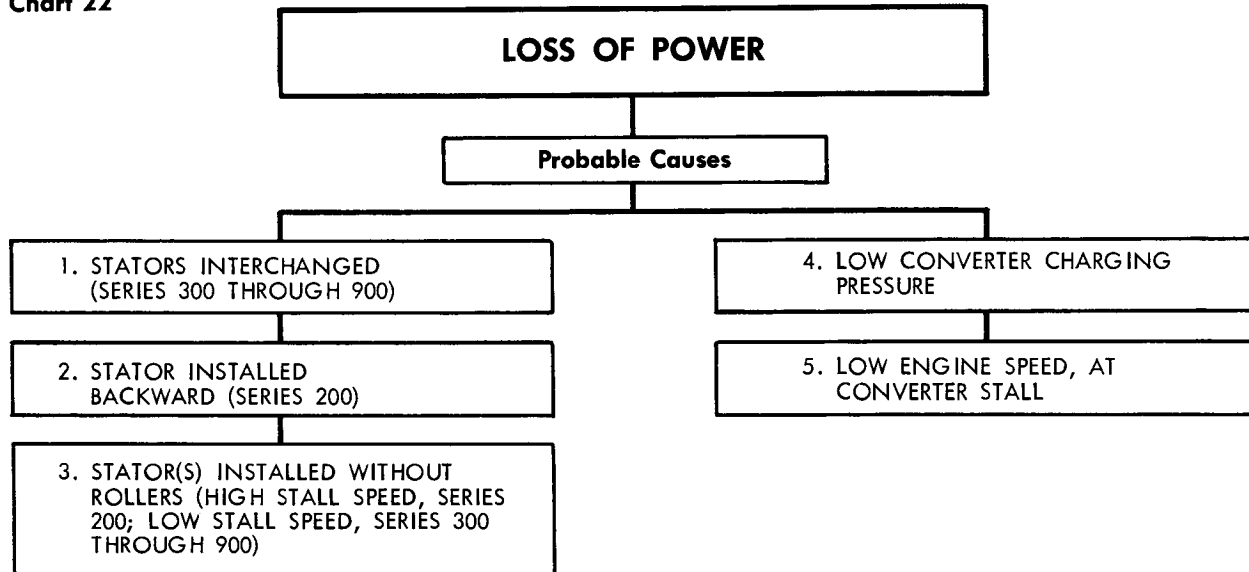 Chart 22
LOSS OF POWER
Probable Causes
1. STATORS INTERCHANGED
(SERIES 300 THROUGH 900)
2. STATOR INSTALLED
BACKWARD (SERIES 200)
3. STATOR(S) INSTALLED WITHOUT
ROLLERS (HIGH STALL SPEED, SERIES
200; LOW STALL SPEED, SERIES 300
THROUGH 900)
4. LOW CONVERTER CHARGING
PRESSURE
5. LOW ENGINE SPEED, AT
CONVERTER STALL